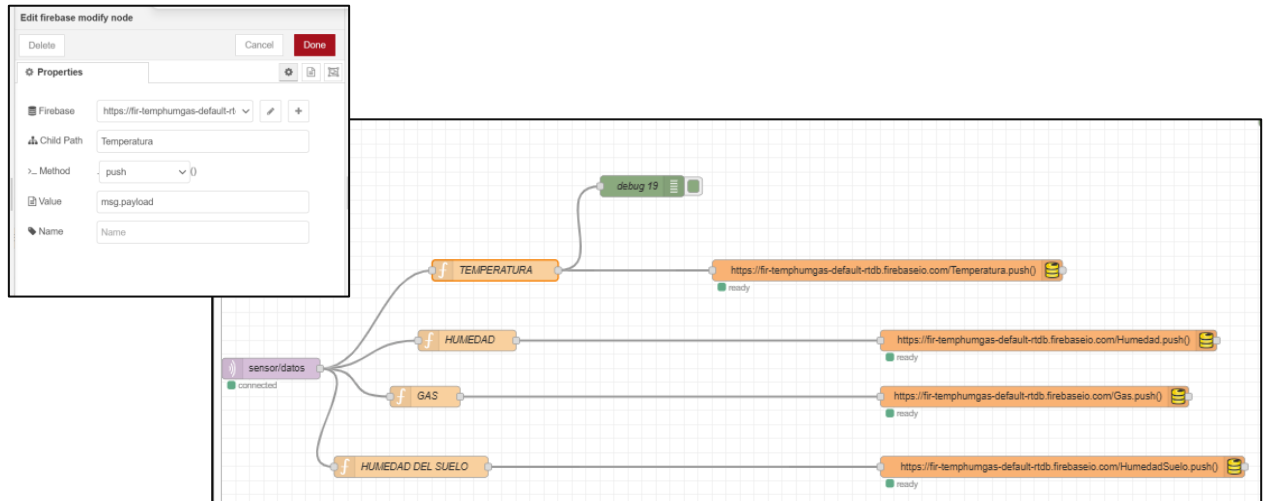 Edit firebase modify node
Delete
Cancel
Done
Properties
Firebase
https://fir-temphumgas-default-rt
Child Path
Temperatura
>_ Method
. push
()
Value
msg.payload
Name
Name
debug 19
TEMPERATURA
https://fir-temphumgas-default-rtdb.firebaseio.com/Temperatura.push()
ready
HUMEDAD
https://fir-temphumgas-default-rtdb.firebaseio.com/Humedad.push()
ready
sensor/datos
connected
GAS
https://fir-temphumgas-default-rtdb.firebaseio.com/Gas.push()
ready
HUMEDAD DEL SUELO
https://fir-temphumgas-default-rtdb.firebaseio.com/HumedadSuelo.push()
ready